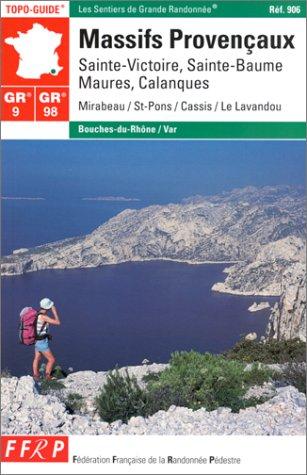 TOPO-GUIDE®
Les Sentiers de Grande Randonnée®
Réf. 906
Massifs Provençaux
Sainte-Victoire, Sainte-Baume
Maures, Calanques
GR® 9
GR® 98
Mirabeau / St-Pons / Cassis / Le Lavandou
Bouches-du-Rhône / Var
FFRP
Fédération Française de la Randonnée Pédestre